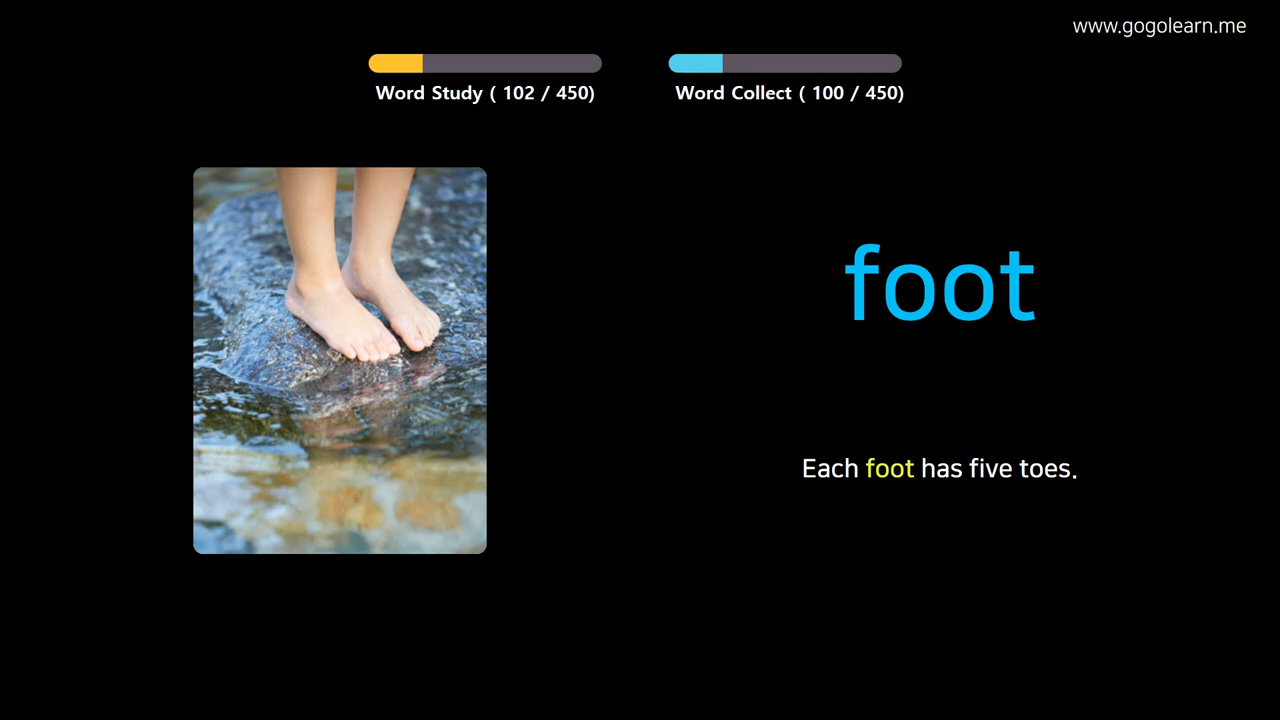 www.gogolearn.me
Word Study ( 102 / 450)
Word Collect ( 100 / 450)
foot
Each foot has five toes.